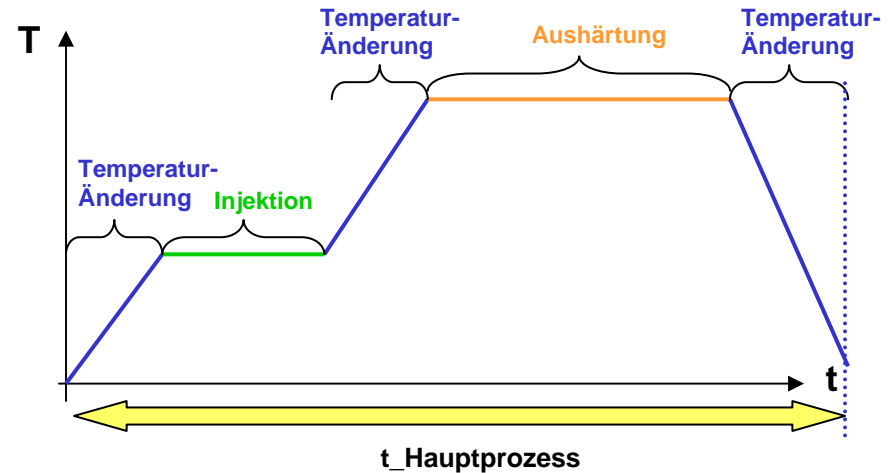 T
Temperatur-
Änderung
Aushärtung
Temperatur-
Änderung
Temperatur-
Änderung
Injektion
t
t_Hauptprozess